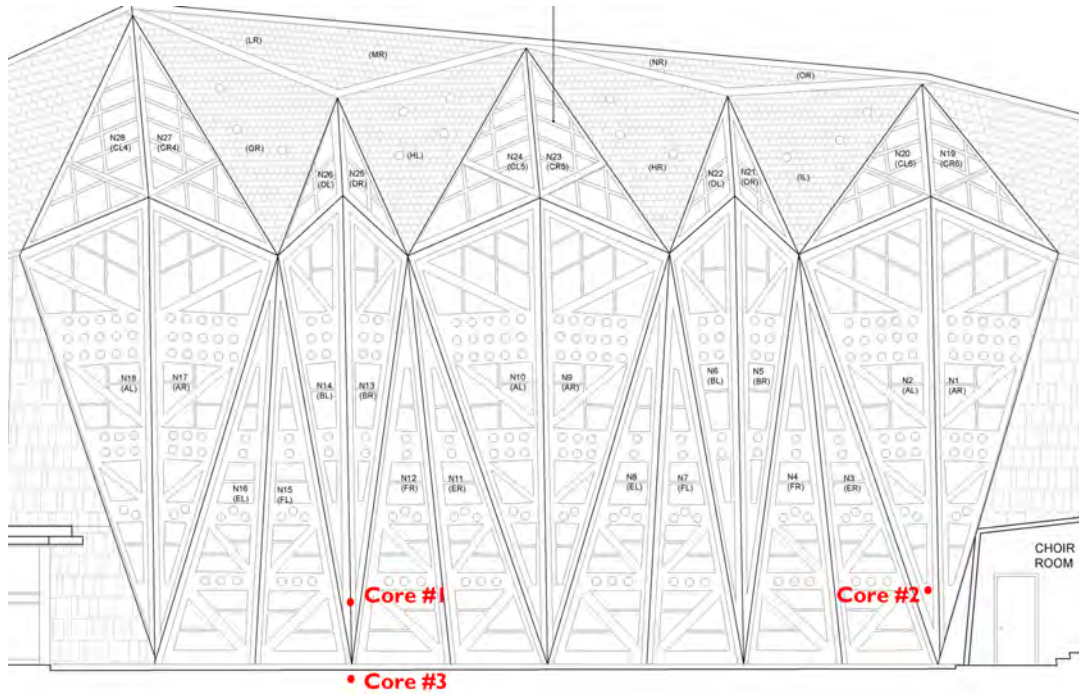 (LR)
(MR)
(NR)
(OR)
N28
(CL4)
N27
(CR4)
(GR)
N26
(DL)
N25
(DR)
(HL)
N24
(CL5)
N23
(CR5)
(HR)
N22
(DL)
N21
(DR)
(IL)
N20
(CL6)
N19
(CR6)
N18
(AL)
N17
(AR)
N14
(BL)
N13
(BR)
N10
(AL)
N9
(AR)
N6
(BL)
N5
(BR)
N2
(AL)
N1
(AR)
N16
(EL)
N15
(FL)
N12
(FR)
N11
(ER)
N8
(EL)
N7
(FL)
N4
(FR)
N3
(ER)
CHOIR
ROOM
Core #1
Core #2
Core #3